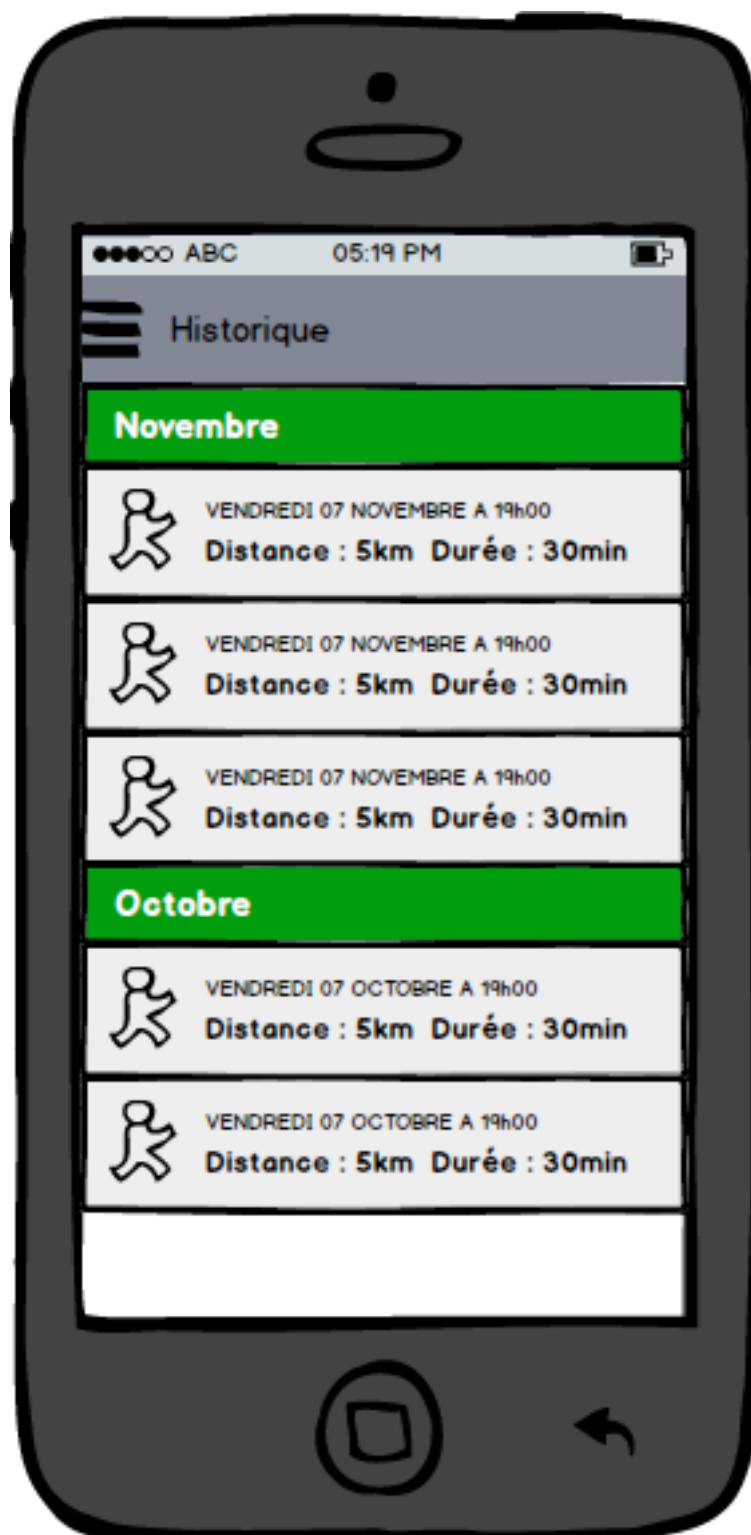 ABC 05:19 PM
Historique
Novembre
VENDREDI 07 NOVEMBRE A 19h00
Distance : 5km Durée : 30min
VENDREDI 07 NOVEMBRE A 19h00
Distance : 5km Durée : 30min
VENDREDI 07 NOVEMBRE A 19h00
Distance : 5km Durée : 30min
Octobre
VENDREDI 07 OCTOBRE A 19h00
Distance : 5km Durée : 30min
VENDREDI 07 OCTOBRE A 19h00
Distance : 5km Durée : 30min